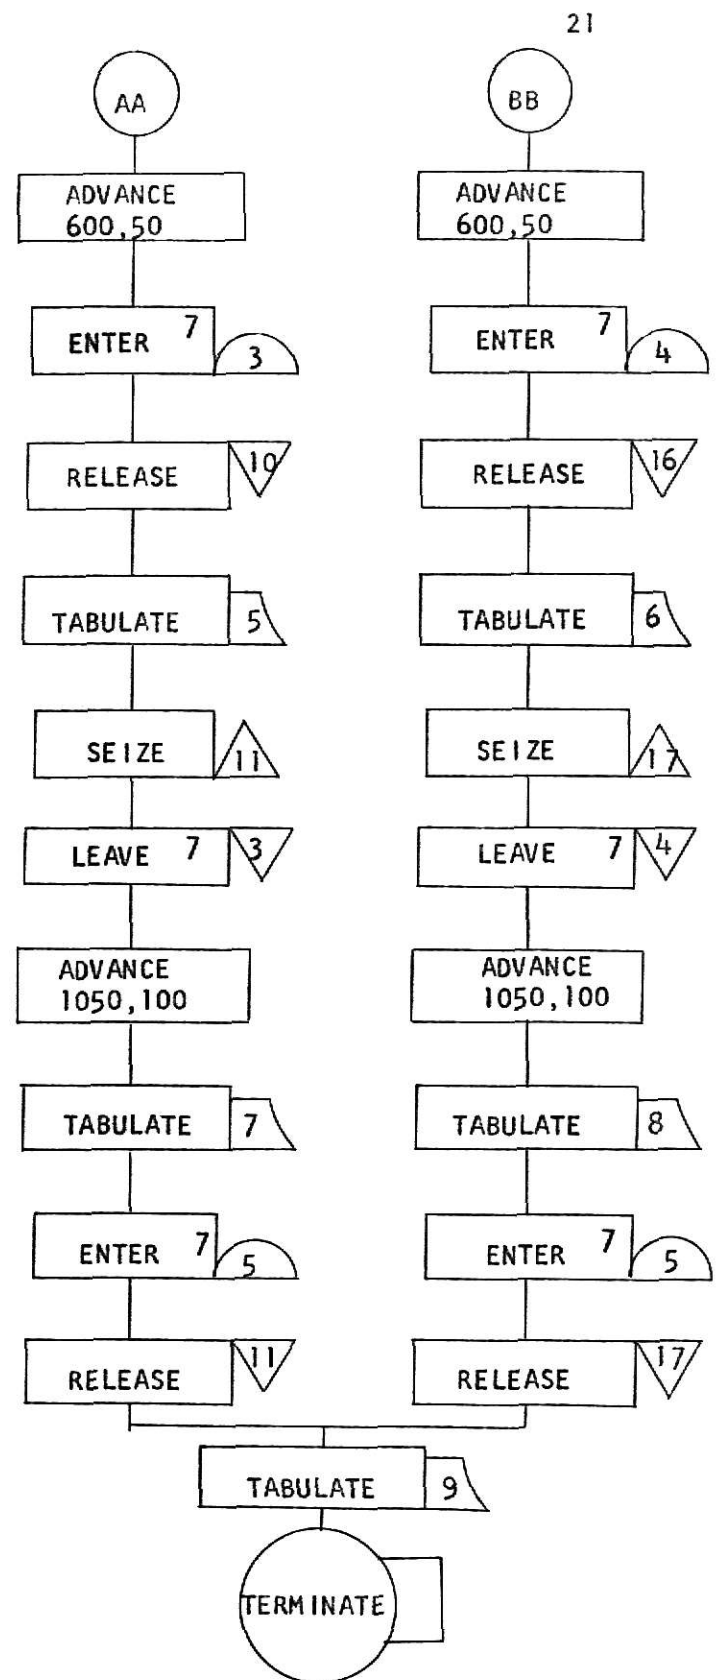 21
AA
ADVANCE
600,50
ENTER 7
3
RELEASE
10
TABULATE
5
SEIZE
11
LEAVE 7
3
ADVANCE
1050,100
TABULATE
7
ENTER 7
5
RELEASE
11
BB
ADVANCE
600,50
ENTER 7
4
RELEASE
16
TABULATE
6
SEIZE
17
LEAVE 7
4
ADVANCE
1050,100
TABULATE
8
ENTER 7
5
RELEASE
17
TABULATE
9
TERMINATE